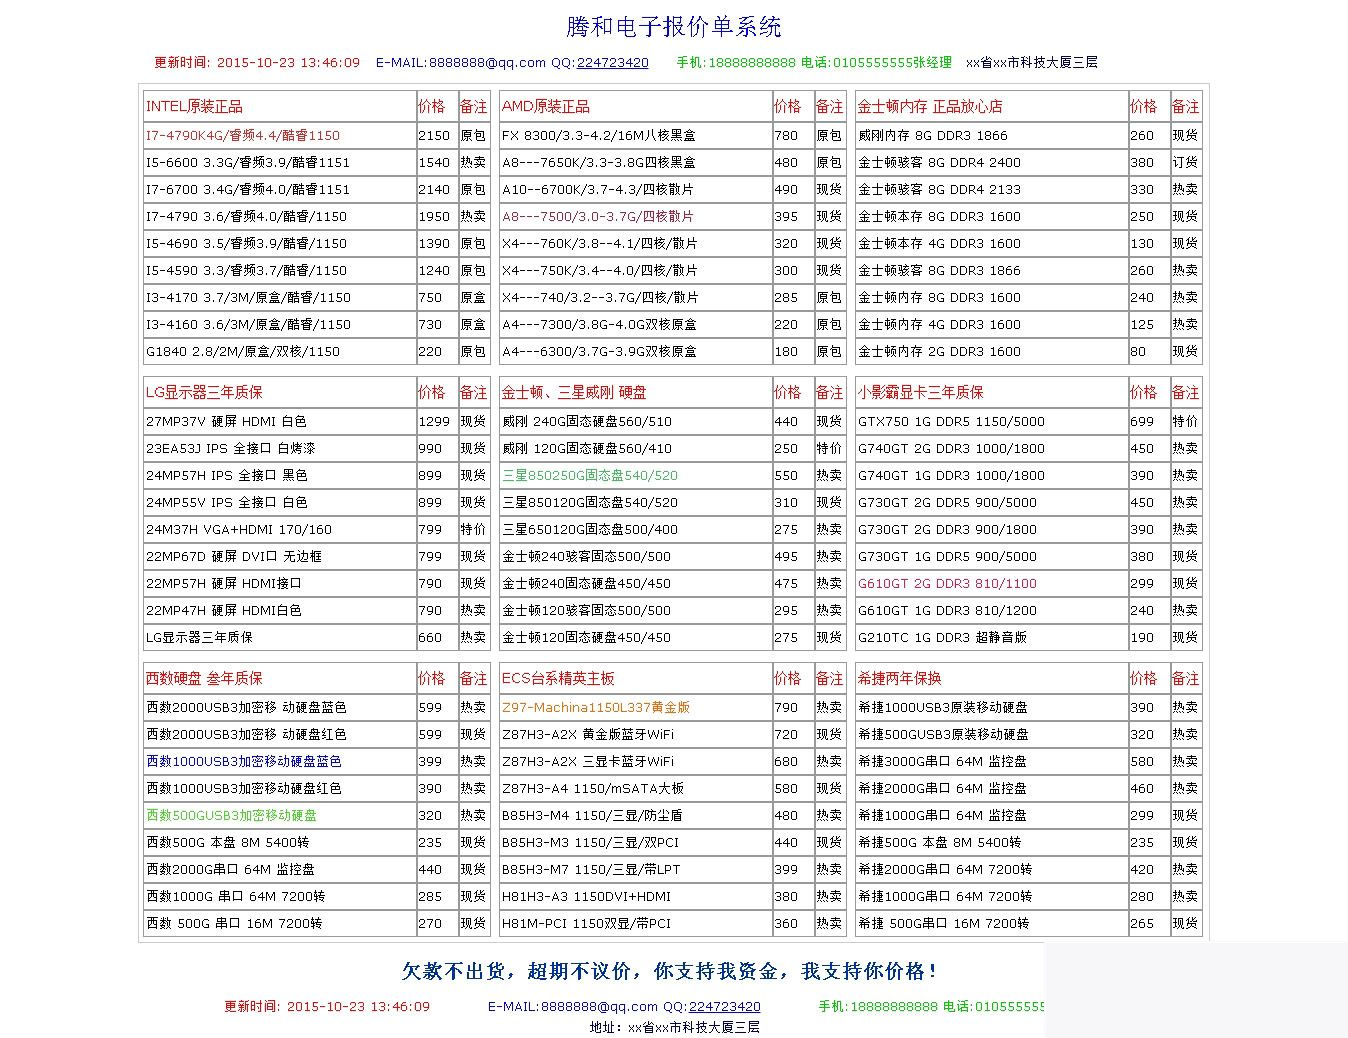 腾和电子报价单系统
更新时间: 2015-10-23 13:46:09 E-MAIL:8888888@qq.com QQ:224723420 手机:18888888888 电话:0105555555张经理 xx省xx市科技大厦三层
INTEL原装正品 价格 备注 AMD原装正品 价格 备注 金士顿内存 正品放心店 价格 备注
I7-4790K4G/睿频4.4/酷睿1150 2150 原包 FX 8300/3.3-4.2/16M八核黑盒 780 原包 威刚内存 8G DDR3 1866 260 现货
I5-6600 3.3G/睿频3.9/酷睿1151 1540 热卖 A8---7650K/3.3-3.8G四核黑盒 480 原包 金士顿骇客 8G DDR4 2400 380 订货
I7-6700 3.4G/睿频4.0/酷睿1151 2140 原包 A10--6700K/3.7-4.3/四核散片 490 现货 金士顿骇客 8G DDR4 2133 330 热卖
I7-4790 3.6/睿频4.0/酷睿/1150 1950 热卖 A8---7500/3.0-3.7G/四核散片 395 现货 金士顿本存 8G DDR3 1600 250 现货
I5-4690 3.5/睿频3.9/酷睿/1150 1390 原包 X4---760K/3.8--4.1/四核/散片 320 现货 金士顿本存 4G DDR3 1600 130 现货
I5-4590 3.3/睿频3.7/酷睿/1150 1240 原包 X4---750K/3.4--4.0/四核/散片 300 现货 金士顿骇客 8G DDR3 1866 260 热卖
I3-4170 3.7/3M/原盒/酷睿/1150 750 原盒 X4---740/3.2--3.7G/四核/散片 285 原包 金士顿内存 8G DDR3 1600 240 热卖
I3-4160 3.6/3M/原盒/酷睿/1150 730 原盒 A4---7300/3.8G-4.0G双核原盒 220 原包 金士顿内存 4G DDR3 1600 125 热卖
G1840 2.8/2M/原盒/双核/1150 220 原包 A4---6300/3.7G-3.9G双核原盒 180 原包 金士顿内存 2G DDR3 1600 80 现货
LG显示器三年质保 价格 备注 金士顿、三星威刚 硬盘 价格 备注 小影霸显卡三年质保 价格 备注
27MP37V 硬屏 HDMI 白色 1299 现货 威刚 240G固态硬盘560/510 440 现货 GTX750 1G DDR5 1150/5000 699 特价
23EA53J IPS 全接口 白烤漆 990 现货 威刚 120G固态硬盘560/410 250 特价 G740GT 2G DDR3 1000/1800 450 热卖
24MP57H IPS 全接口 黑色 899 现货 三星850250G固态盘540/520 550 热卖 G740GT 1G DDR3 1000/1800 390 热卖
24MP55V IPS 全接口 白色 899 现货 三星850120G固态盘540/520 310 现货 G730GT 2G DDR5 900/5000 450 热卖
24M37H VGA+HDMI 170/160 799 特价 三星650120G固态盘500/400 275 热卖 G730GT 2G DDR3 900/1800 390 热卖
22MP67D 硬屏 DVI口 无边框 799 现货 金士顿240骇客固态500/500 495 热卖 G730GT 1G DDR5 900/5000 380 现货
22MP57H 硬屏 HDMI接口 790 现货 金士顿240固态硬盘450/450 475 热卖 G610GT 2G DDR3 810/1100 299 现货
22MP47H 硬屏 HDMI白色 790 热卖 金士顿120骇客固态500/500 295 热卖 G610GT 1G DDR3 810/1200 240 热卖
LG显示器三年质保 660 热卖 金士顿120固态硬盘450/450 275 现货 G210TC 1G DDR3 超静音版 190 现货
西数硬盘 叁年质保 价格 备注 ECS台系精英主板 价格 备注 希捷两年保换 价格 备注
西数2000USB3加密移 动硬盘蓝色 599 热卖 Z97-Machina1150L337黄金版 790 热卖 希捷1000USB3原装移动硬盘 390 热卖
西数2000USB3加密移 动硬盘红色 599 现货 Z87H3-A2X 黄金版蓝牙WiFi 720 现货 希捷500GUSB3原装移动硬盘 320 热卖
西数1000USB3加密移动硬盘蓝色 399 热卖 Z87H3-A2X 三显卡蓝牙WiFi 680 热卖 希捷3000G串口 64M 监控盘 580 热卖
西数1000USB3加密移动硬盘红色 390 热卖 Z87H3-A4 1150/mSATA大板 580 现货 希捷2000G串口 64M 监控盘 460 热卖
西数500GUSB3加密移动硬盘 320 热卖 B85H3-M4 1150/三显/防尘盾 480 热卖 希捷1000G串口 64M 监控盘 299 现货
西数500G 本盘 8M 5400转 235 现货 B85H3-M3 1150/三显/双PCI 440 现货 希捷500G 本盘 8M 5400转 235 现货
西数2000G串口 64M 监控盘 440 现货 B85H3-M7 1150/三显/带LPT 399 热卖 希捷2000G串口 64M 7200转 420 热卖
西数1000G 串口 64M 7200转 285 现货 H81H3-A3 1150DVI+HDMI 380 热卖 希捷1000G串口 64M 7200转 280 热卖
西数 500G 串口 16M 7200转 270 现货 H81M-PCI 1150双显/带PCI 360 热卖 希捷 500G串口 16M 7200转 265 现货
欠款不出货，超期不议价，你支持我资金，我支持你价格！
更新时间: 2015-10-23 13:46:09 E-MAIL:8888888@qq.com QQ:224723420 手机:18888888888 电话:010555555
地址：xx省xx市科技大厦三层